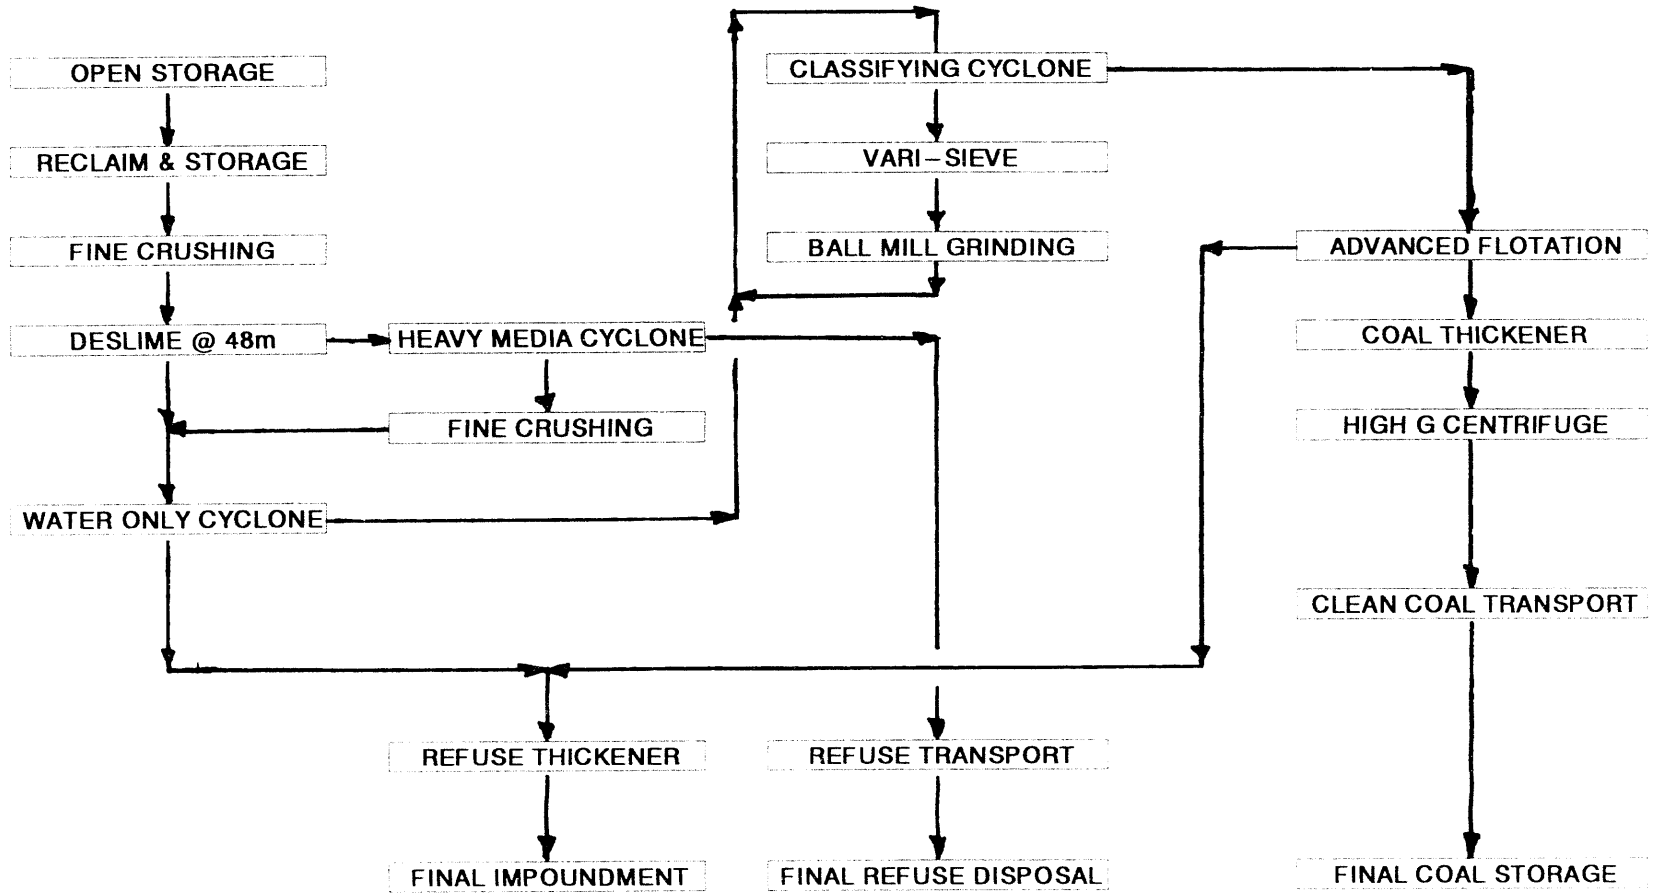 OPEN STORAGE
RECLAIM & STORAGE
FINE CRUSHING
DESLIME @ 48m
WATER ONLY CYCLONE
HEAVY MEDIA CYCLONE
FINE CRUSHING
REFUSE THICKENER
FINAL IMPOUNDMENT
CLASSIFYING CYCLONE
VARI-SIEVE
BALL MILL GRINDING
REFUSE TRANSPORT
FINAL REFUSE DISPOSAL
ADVANCED FLOTATION
COAL THICKENER
HIGH G CENTRIFUGE
CLEAN COAL TRANSPORT
FINAL COAL STORAGE